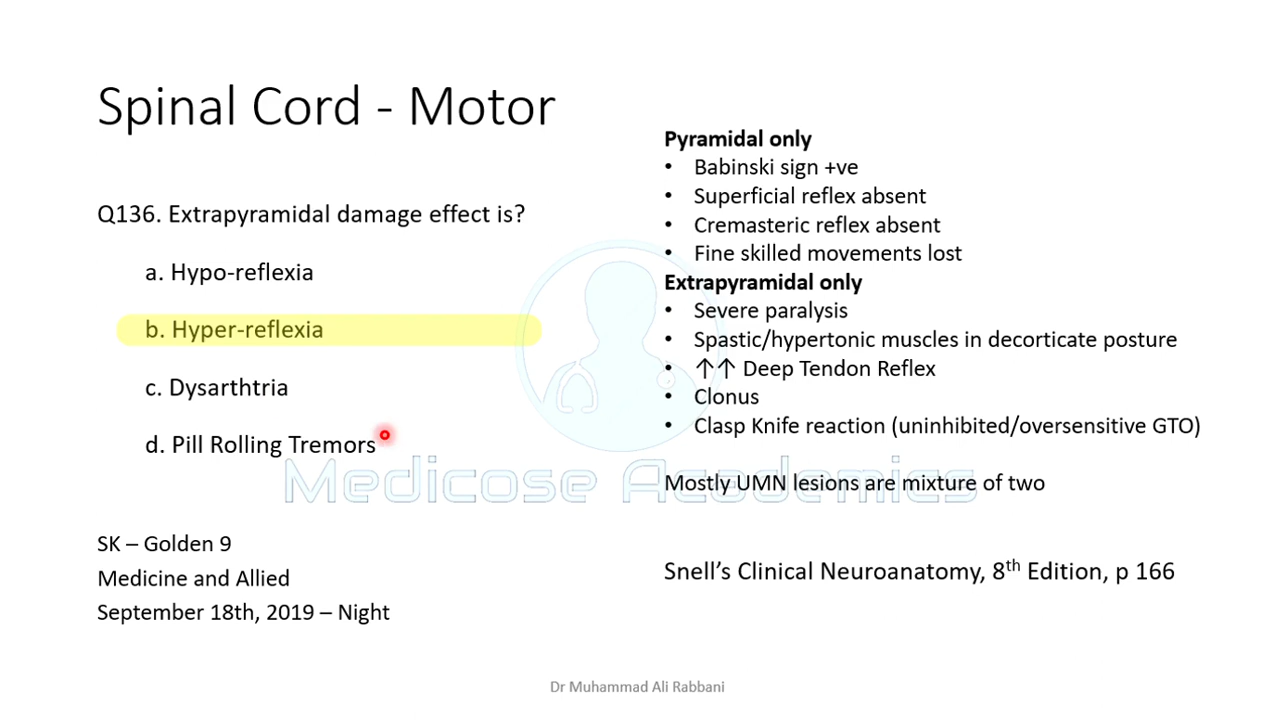 Spinal Cord - Motor
Q136. Extrapyramidal damage effect is?
a. Hypo-reflexia
b. Hyper-reflexia
c. Dysarthtria
d. Pill Rolling Tremors
SK – Golden 9
Medicine and Allied
September 18th, 2019 – Night
Pyramidal only
• Babinski sign +ve
• Superficial reflex absent
• Cremasteric reflex absent
• Fine skilled movements lost
Extrapyramidal only
• Severe paralysis
• Spastic/hypertonic muscles in decorticate posture
• ↑↑ Deep Tendon Reflex
• Clonus
• Clasp Knife reaction (uninhibited/oversensitive GTO)
Mostly UMN lesions are mixture of two
Snell's Clinical Neuroanatomy, 8th Edition, p 166
Medicose Academics
Dr Muhammad Ali Rabbani